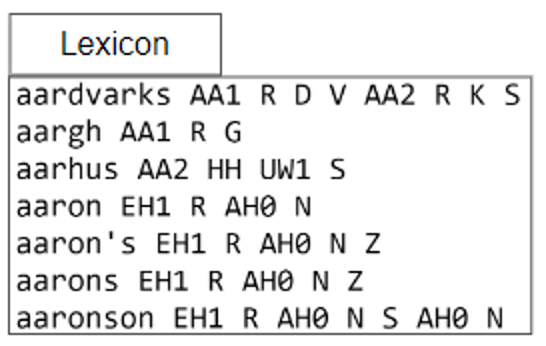 Lexicon
aardvarks AA1 R D V AA2 R K S
aargh AA1 R G
aarhus AA2 HH UW1 S
aaron EH1 R AH0 N
aaron's EH1 R AH0 N Z
aarons EH1 R AH0 N Z
aaronson EH1 R AH0 N S AH0 N